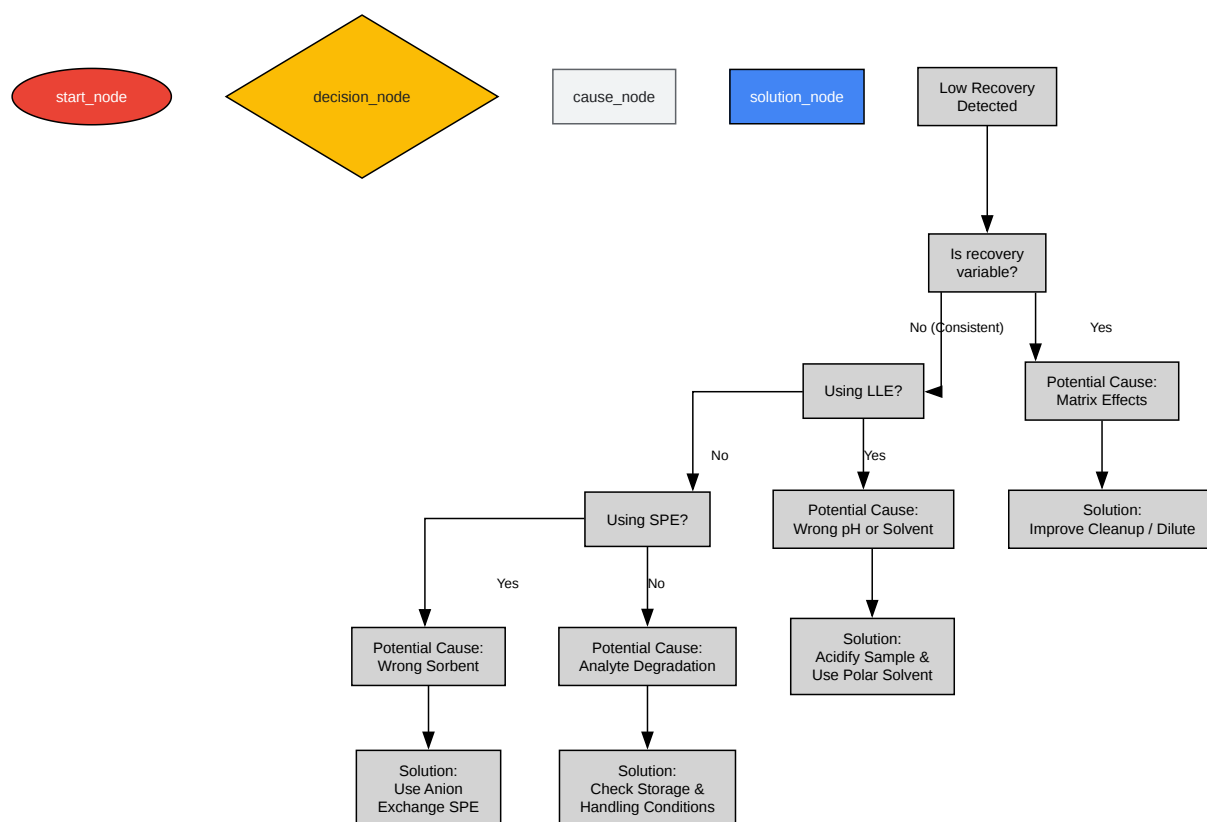 start_node
decision_node
cause_node
solution_node
Low Recovery
Detected
Is recovery
variable?
No (Consistent)
Yes
Using LLE?
Potential Cause:
Matrix Effects
No
Yes
Using SPE?
Potential Cause:
Wrong pH or Solvent
Solution:
Improve Cleanup / Dilute
Yes
No
Potential Cause:
Wrong Sorbent
Potential Cause:
Analyte Degradation
Solution:
Acidify Sample &
Use Polar Solvent
Solution:
Use Anion
Exchange SPE
Solution:
Check Storage &
Handling Conditions